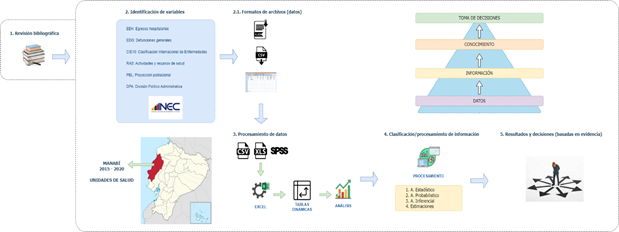 1. Revisión bibliográfica
2. Identificación de variables
EEH: Egresos hospitalarios
EDG: Defunciones generales
CIE10: Clasificación Internacional de Enfermedades
RAS: Actividades y recursos de salud
PBL: Proyección poblacional
DPA: División Política Administrativa
INEC
2.1. Formatos de archivos (datos)
CSV
TOMA DE DECISIONES
CONOCIMIENTO
INFORMACIÓN
DATOS
MANABÍ
2015 - 2020
UNIDADES DE SALUD
3. Procesamiento de datos
CSV
XLS
SPSS
EXCEL
TABLAS
DINÁMICAS
ANÁLISIS
4. Clasificación/procesamiento de información
PROCESAMIENTO
1. A. Estadístico
2. A. Probabilístico
3. A. Inferencial
4. Estimaciones
5. Resultados y decisiones (basadas en evidencia)